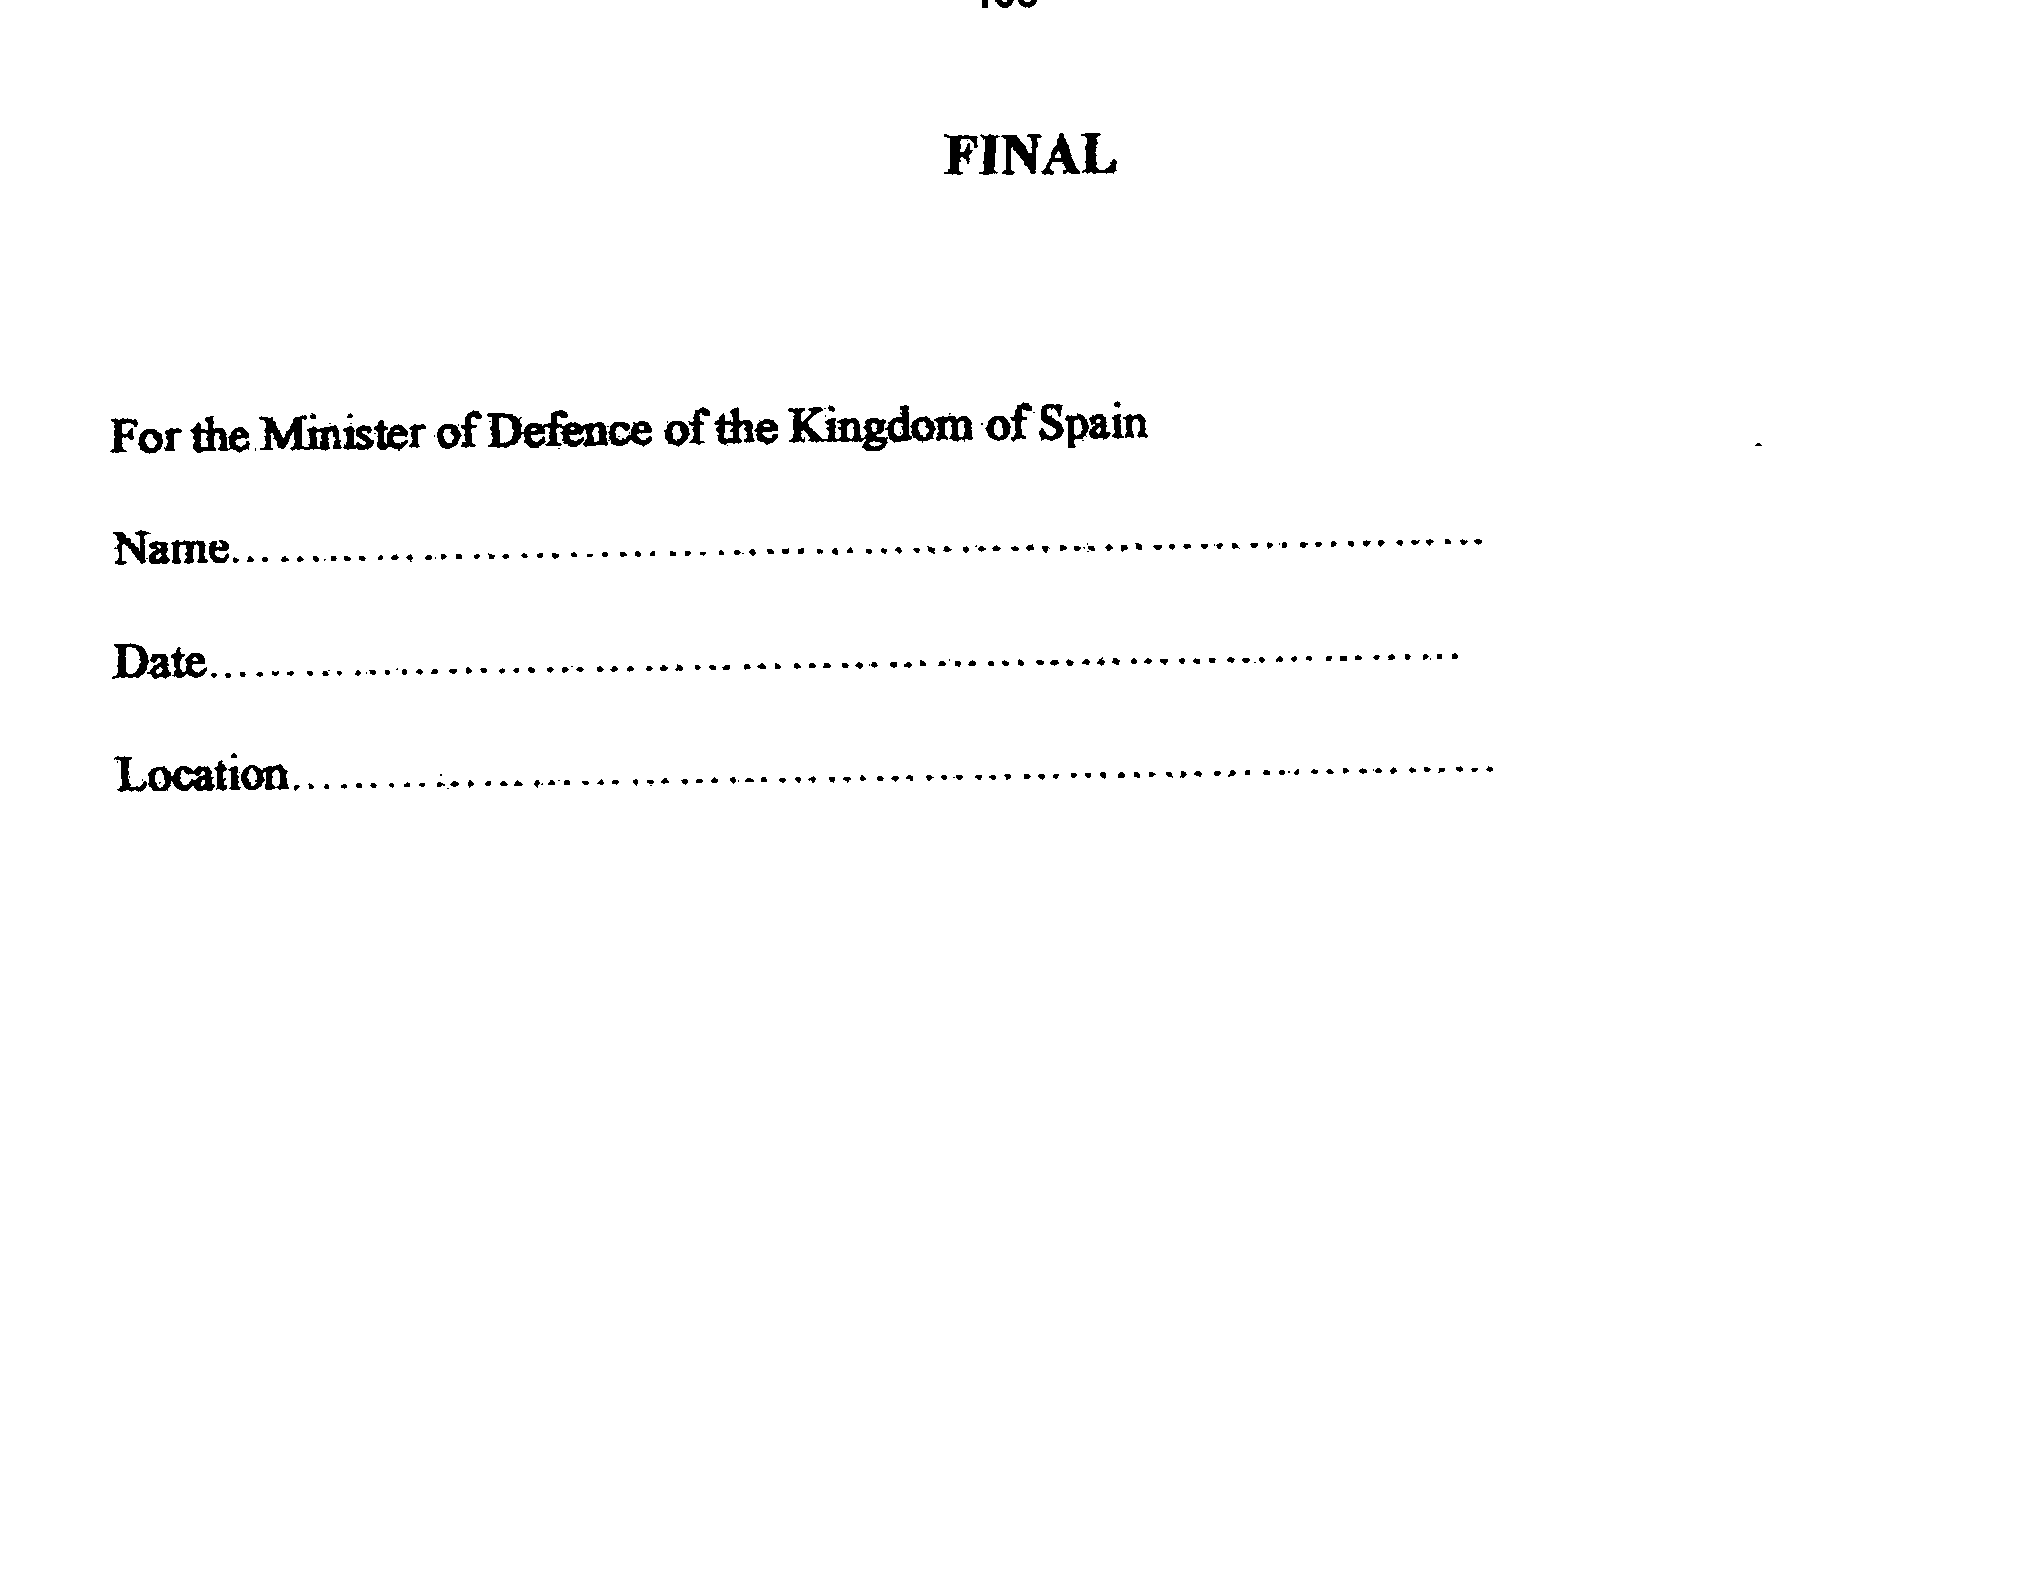 FINAL
For the Minister of Defence of the Kingdom of Spain
Name................................................................................
Date................................................................................
Location............................................................................